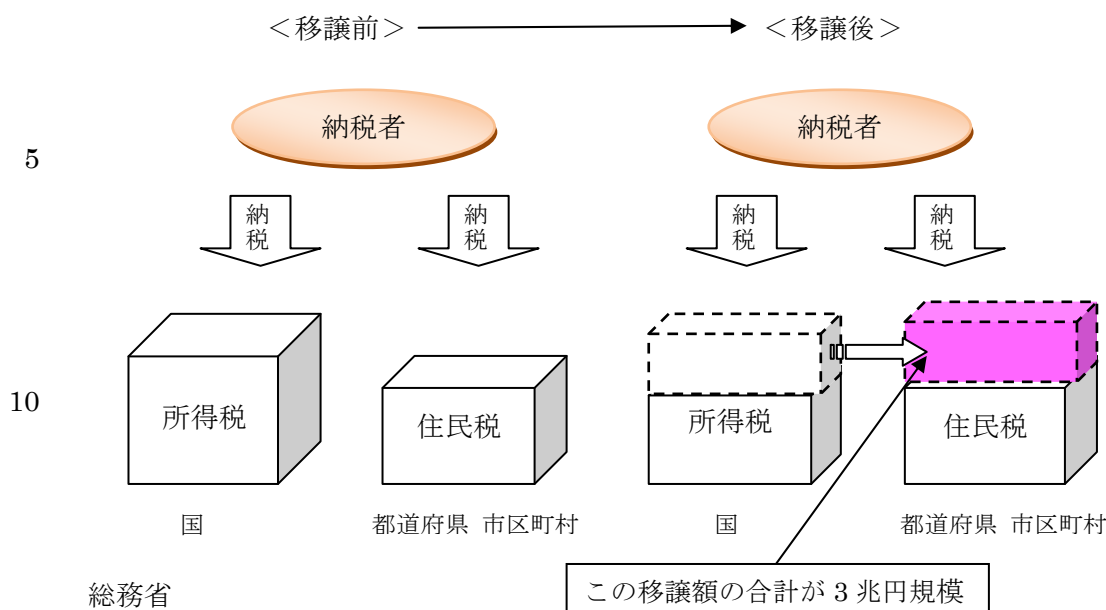 ＜移譲前＞ ＜移譲後＞
納税者 納税者
5
納税 納税 納税 納税
10
所得税 住民税 所得税 住民税
国 都道府県 市区町村 国 都道府県 市区町村
総務省 この移譲額の合計が 3 兆円規模